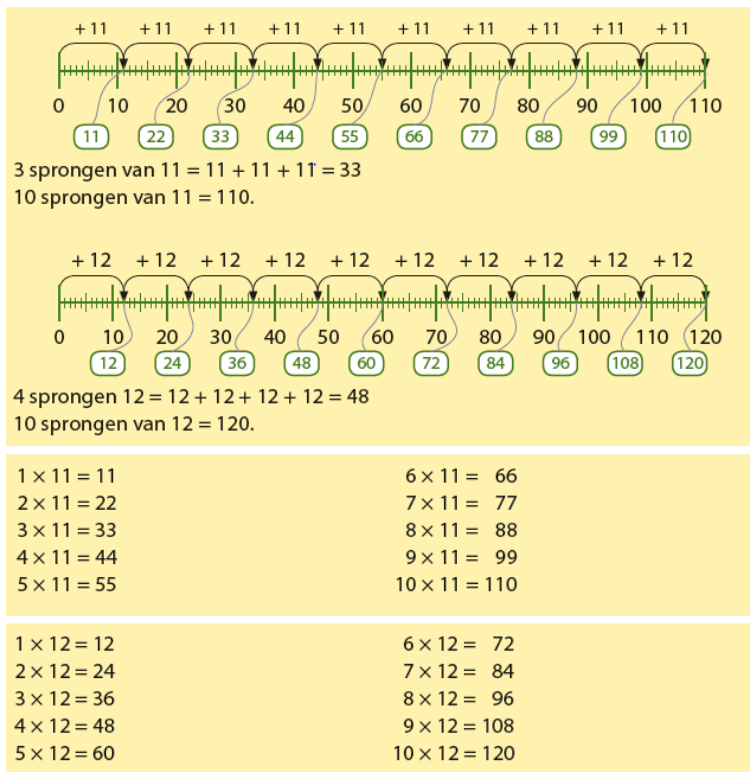 + 11 + 11 + 11 + 11 + 11 + 11 + 11 + 11 + 11 + 11
0 10 20 30 40 50 60 70 80 90 100 110
11 22 33 44 55 66 77 88 99 110
3 sprongen van 11 = 11 + 11 + 11 = 33
10 sprongen van 11 = 110.
+ 12 + 12 + 12 + 12 + 12 + 12 + 12 + 12 + 12 + 12
0 10 20 30 40 50 60 70 80 90 100 110 120
12 24 36 48 60 72 84 96 108 120
4 sprongen 12 = 12 + 12 + 12 + 12 = 48
10 sprongen van 12 = 120.
1 × 11 = 11
2 × 11 = 22
3 × 11 = 33
4 × 11 = 44
5 × 11 = 55
6 × 11 = 66
7 × 11 = 77
8 × 11 = 88
9 × 11 = 99
10 × 11 = 110
1 × 12 = 12
2 × 12 = 24
3 × 12 = 36
4 × 12 = 48
5 × 12 = 60
6 × 12 = 72
7 × 12 = 84
8 × 12 = 96
9 × 12 = 108
10 × 12 = 120